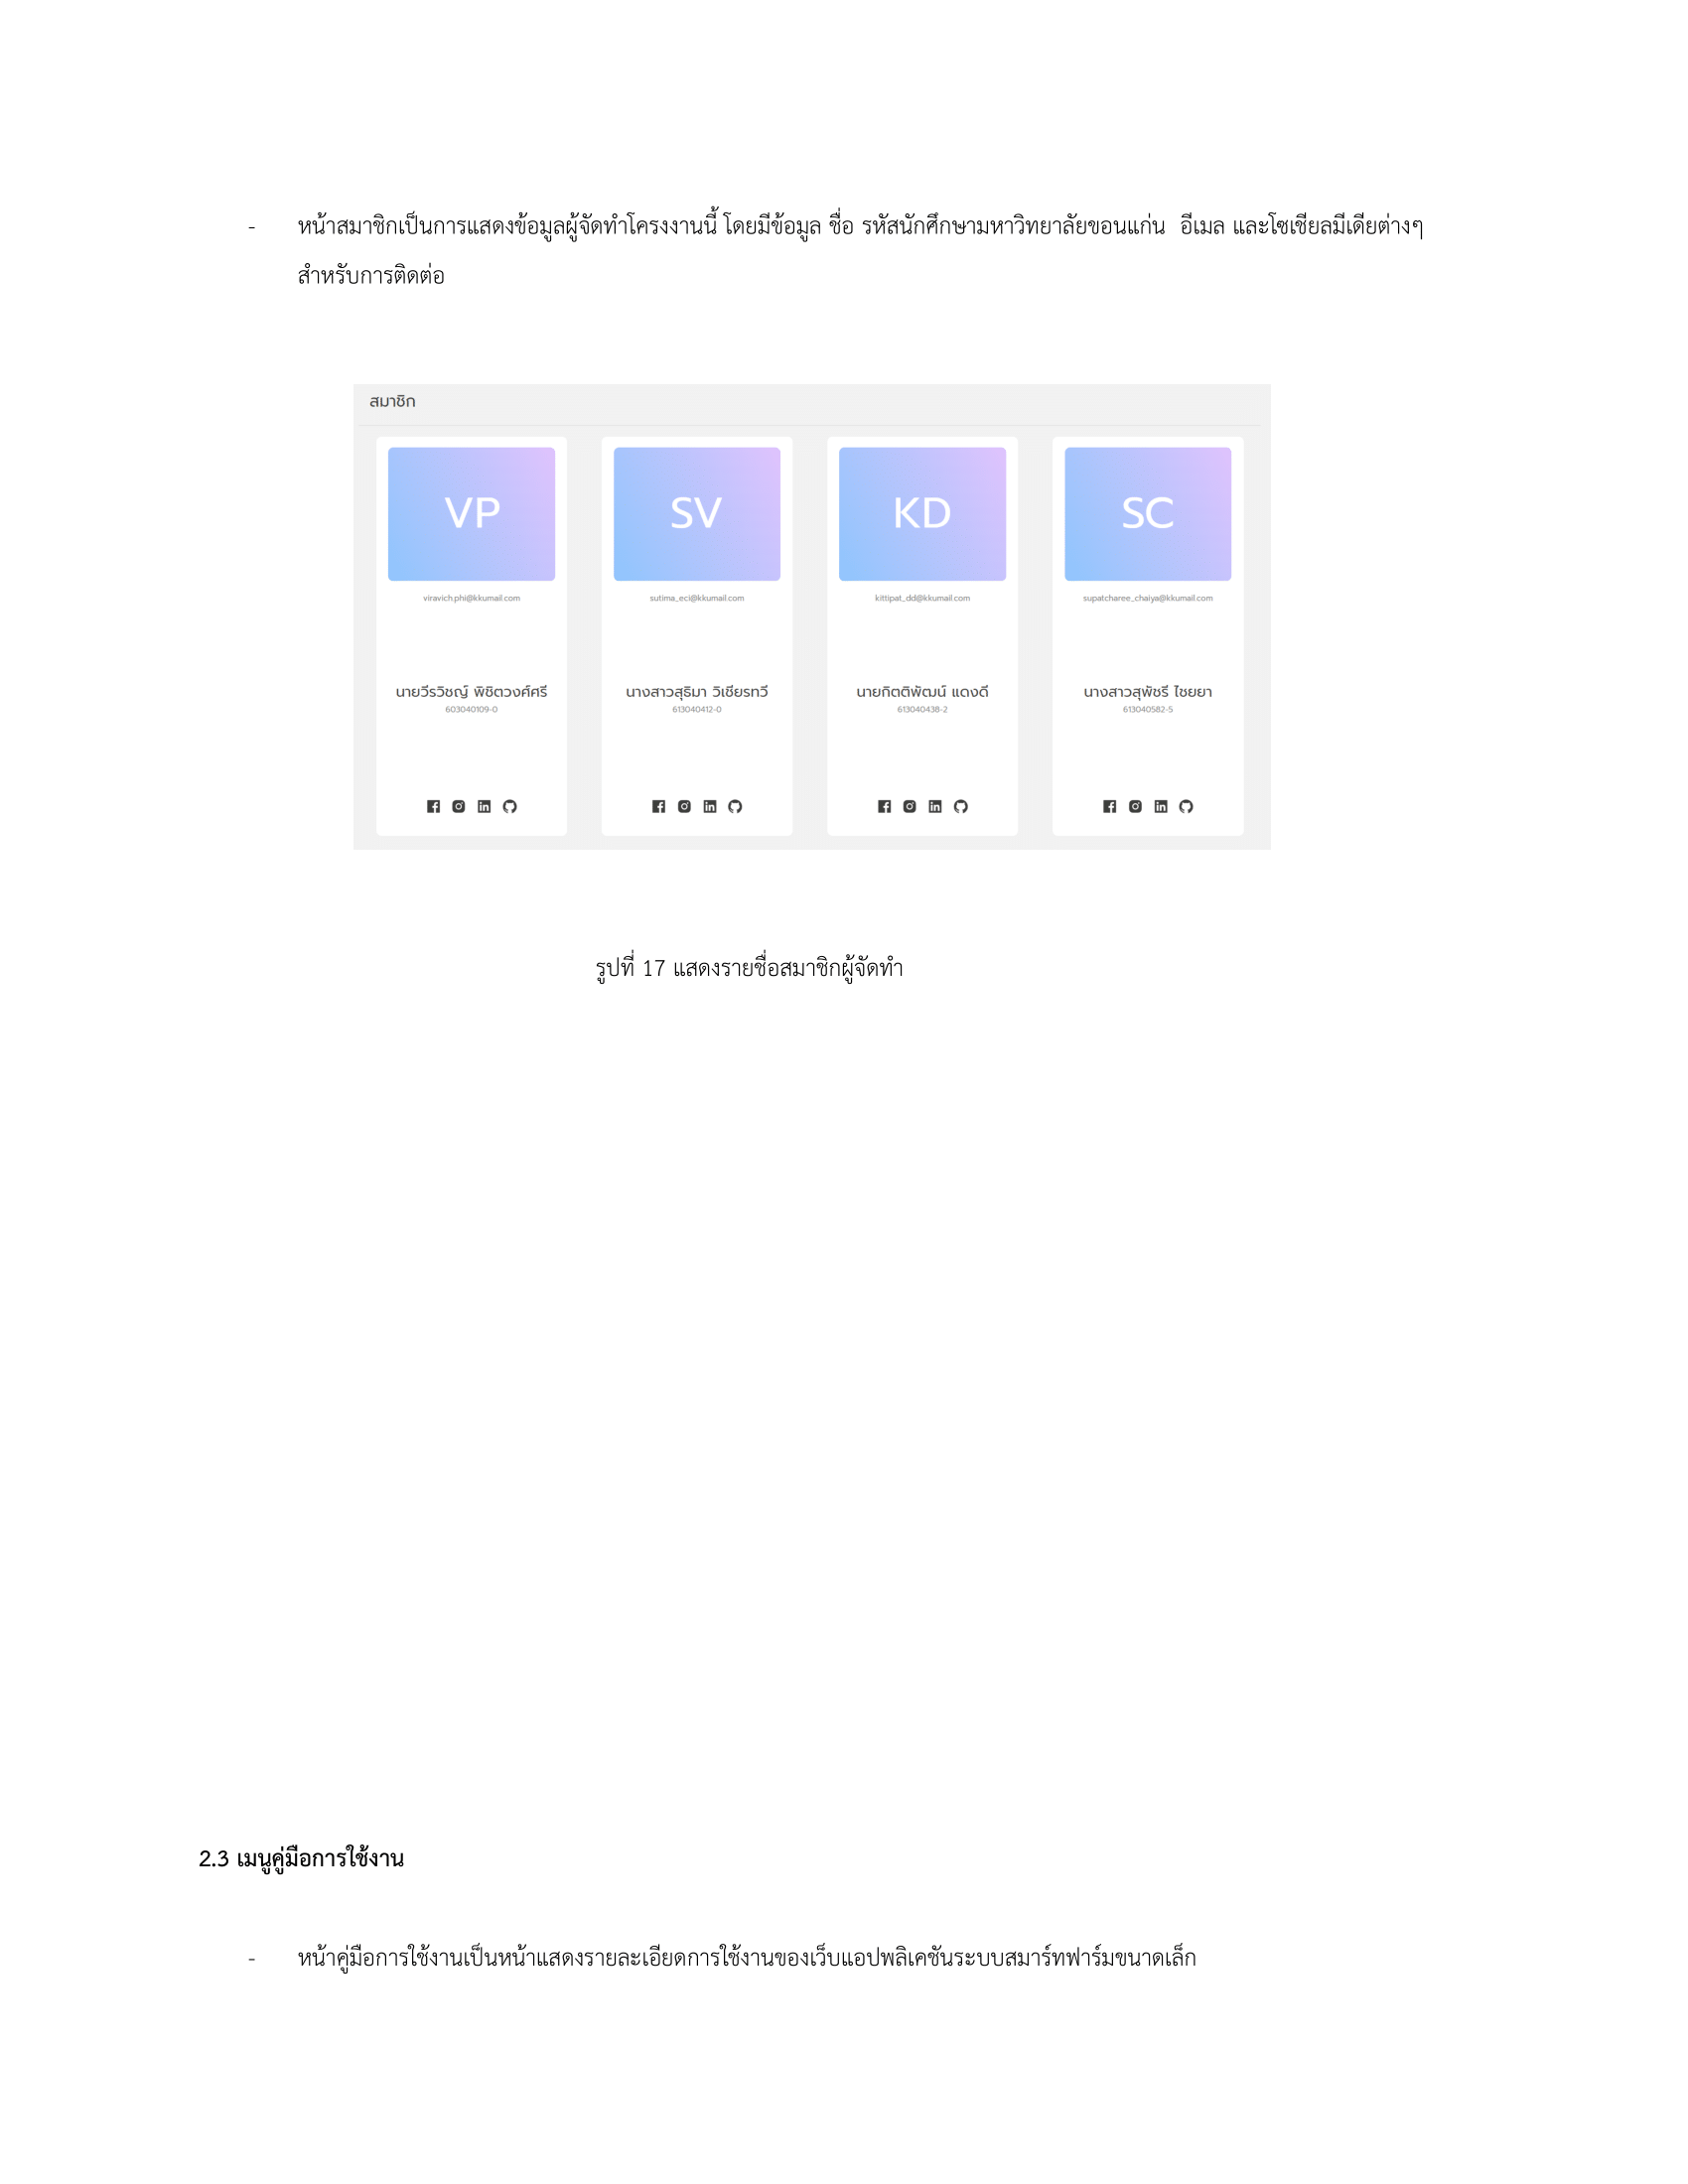 - หน้าสมาชิกเป็นการแสดงข้อมูลผู้จัดทำโครงงานนี้ โดยมีข้อมูล ชื่อ รหัสนักศึกษามหาวิทยาลัยขอนแก่น อีเมล และโซเชียลมีเดียต่างๆ
สำหรับการติดต่อ
สมาชิก
VP SV KD SC
viravich.phi@kkumail.com sutima_eci@kkumail.com kittipat_dd@kkumail.com supatcharee_chaiya@kkumail.com
นายวีรวิชญ์ พิชิตวงศ์ศรี นางสาวสุธิมา วิเชียรทวี นายกิตติพัฒน์ แดงดี นางสาวสุพัชรี ไชยยา
603040109-0 613040412-0 613040438-2 613040582-5
รูปที่ 17 แสดงรายชื่อสมาชิกผู้จัดทำ
2.3 เมนูคู่มือการใช้งาน
- หน้าคู่มือการใช้งานเป็นหน้าแสดงรายละเอียดการใช้งานของเว็บแอปพลิเคชันระบบสมาร์ทฟาร์มขนาดเล็ก